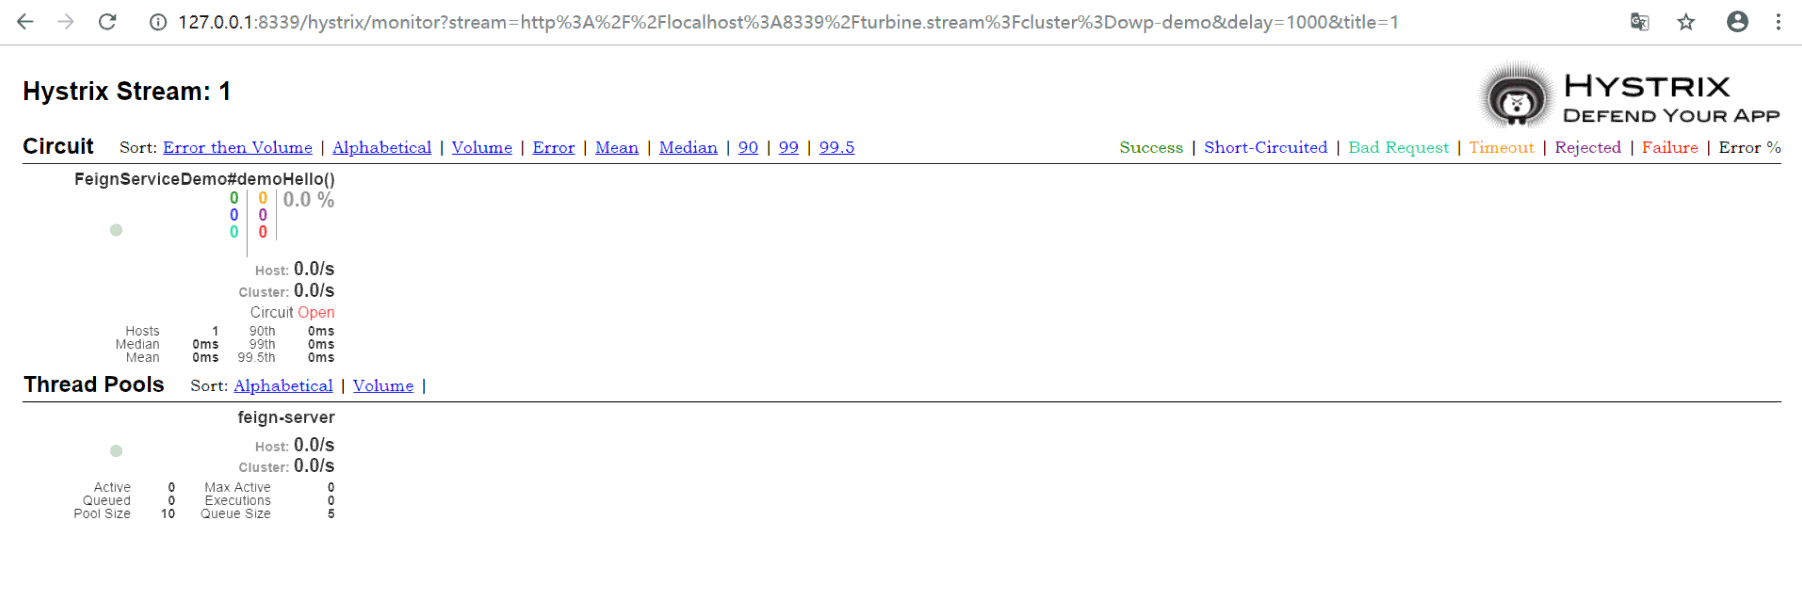 127.0.0.1:8339/hystrix/monitor?stream=http%3A%2F%2Flocalhost%3A8339%2Fturbine.stream%3Fcluster%3Dowp-demo&delay=1000&title=1
Hystrix Stream: 1
HYSTRIX
DEFEND YOUR APP
Circuit Sort: Error then Volume | Alphabetical | Volume | Error | Mean | Median | 90 | 99 | 99.5 Success | Short-Circuited | Bad Request | Timeout | Rejected | Failure | Error %
FeignServiceDemo#demoHello()
0 0 0.0 %
0 0
0 0
Host: 0.0/s
Cluster: 0.0/s
Circuit Open
Hosts 1 90th 0ms
Median 0ms 99th 0ms
Mean 0ms 99.5th 0ms
Thread Pools Sort: Alphabetical | Volume |
feign-server
Host: 0.0/s
Cluster: 0.0/s
Active 0 Max Active 0
Queued 0 Executions 0
Pool Size 10 Queue Size 5